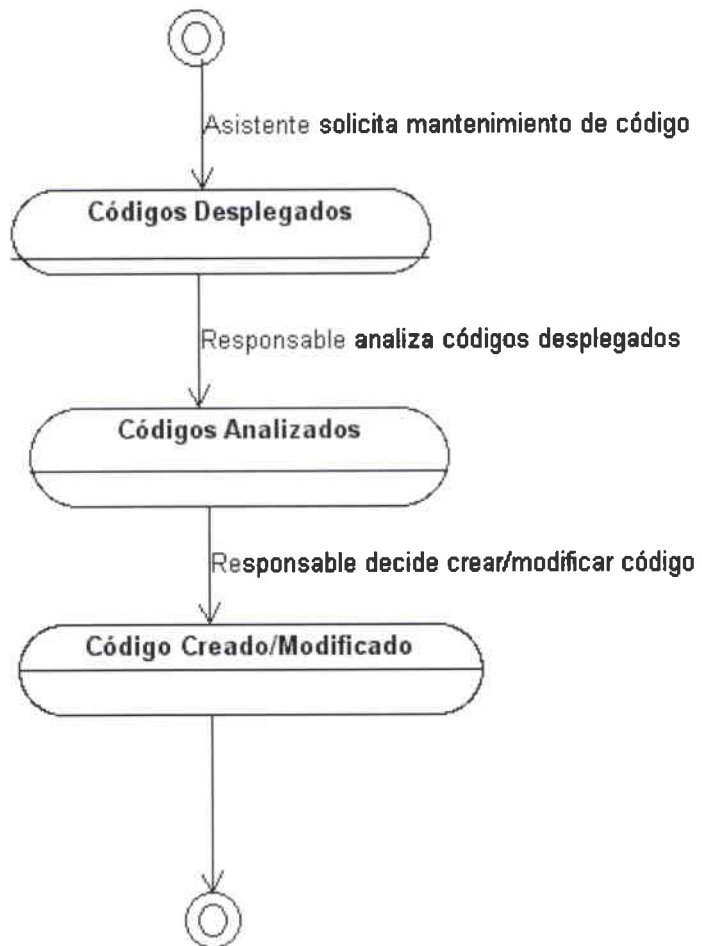 Asistente solicita mantenimiento de código
Códigos Desplegados
Responsable analiza códigos desplegados
Códigos Analizados
Responsable decide crear/modificar código
Código Creado/Modificado